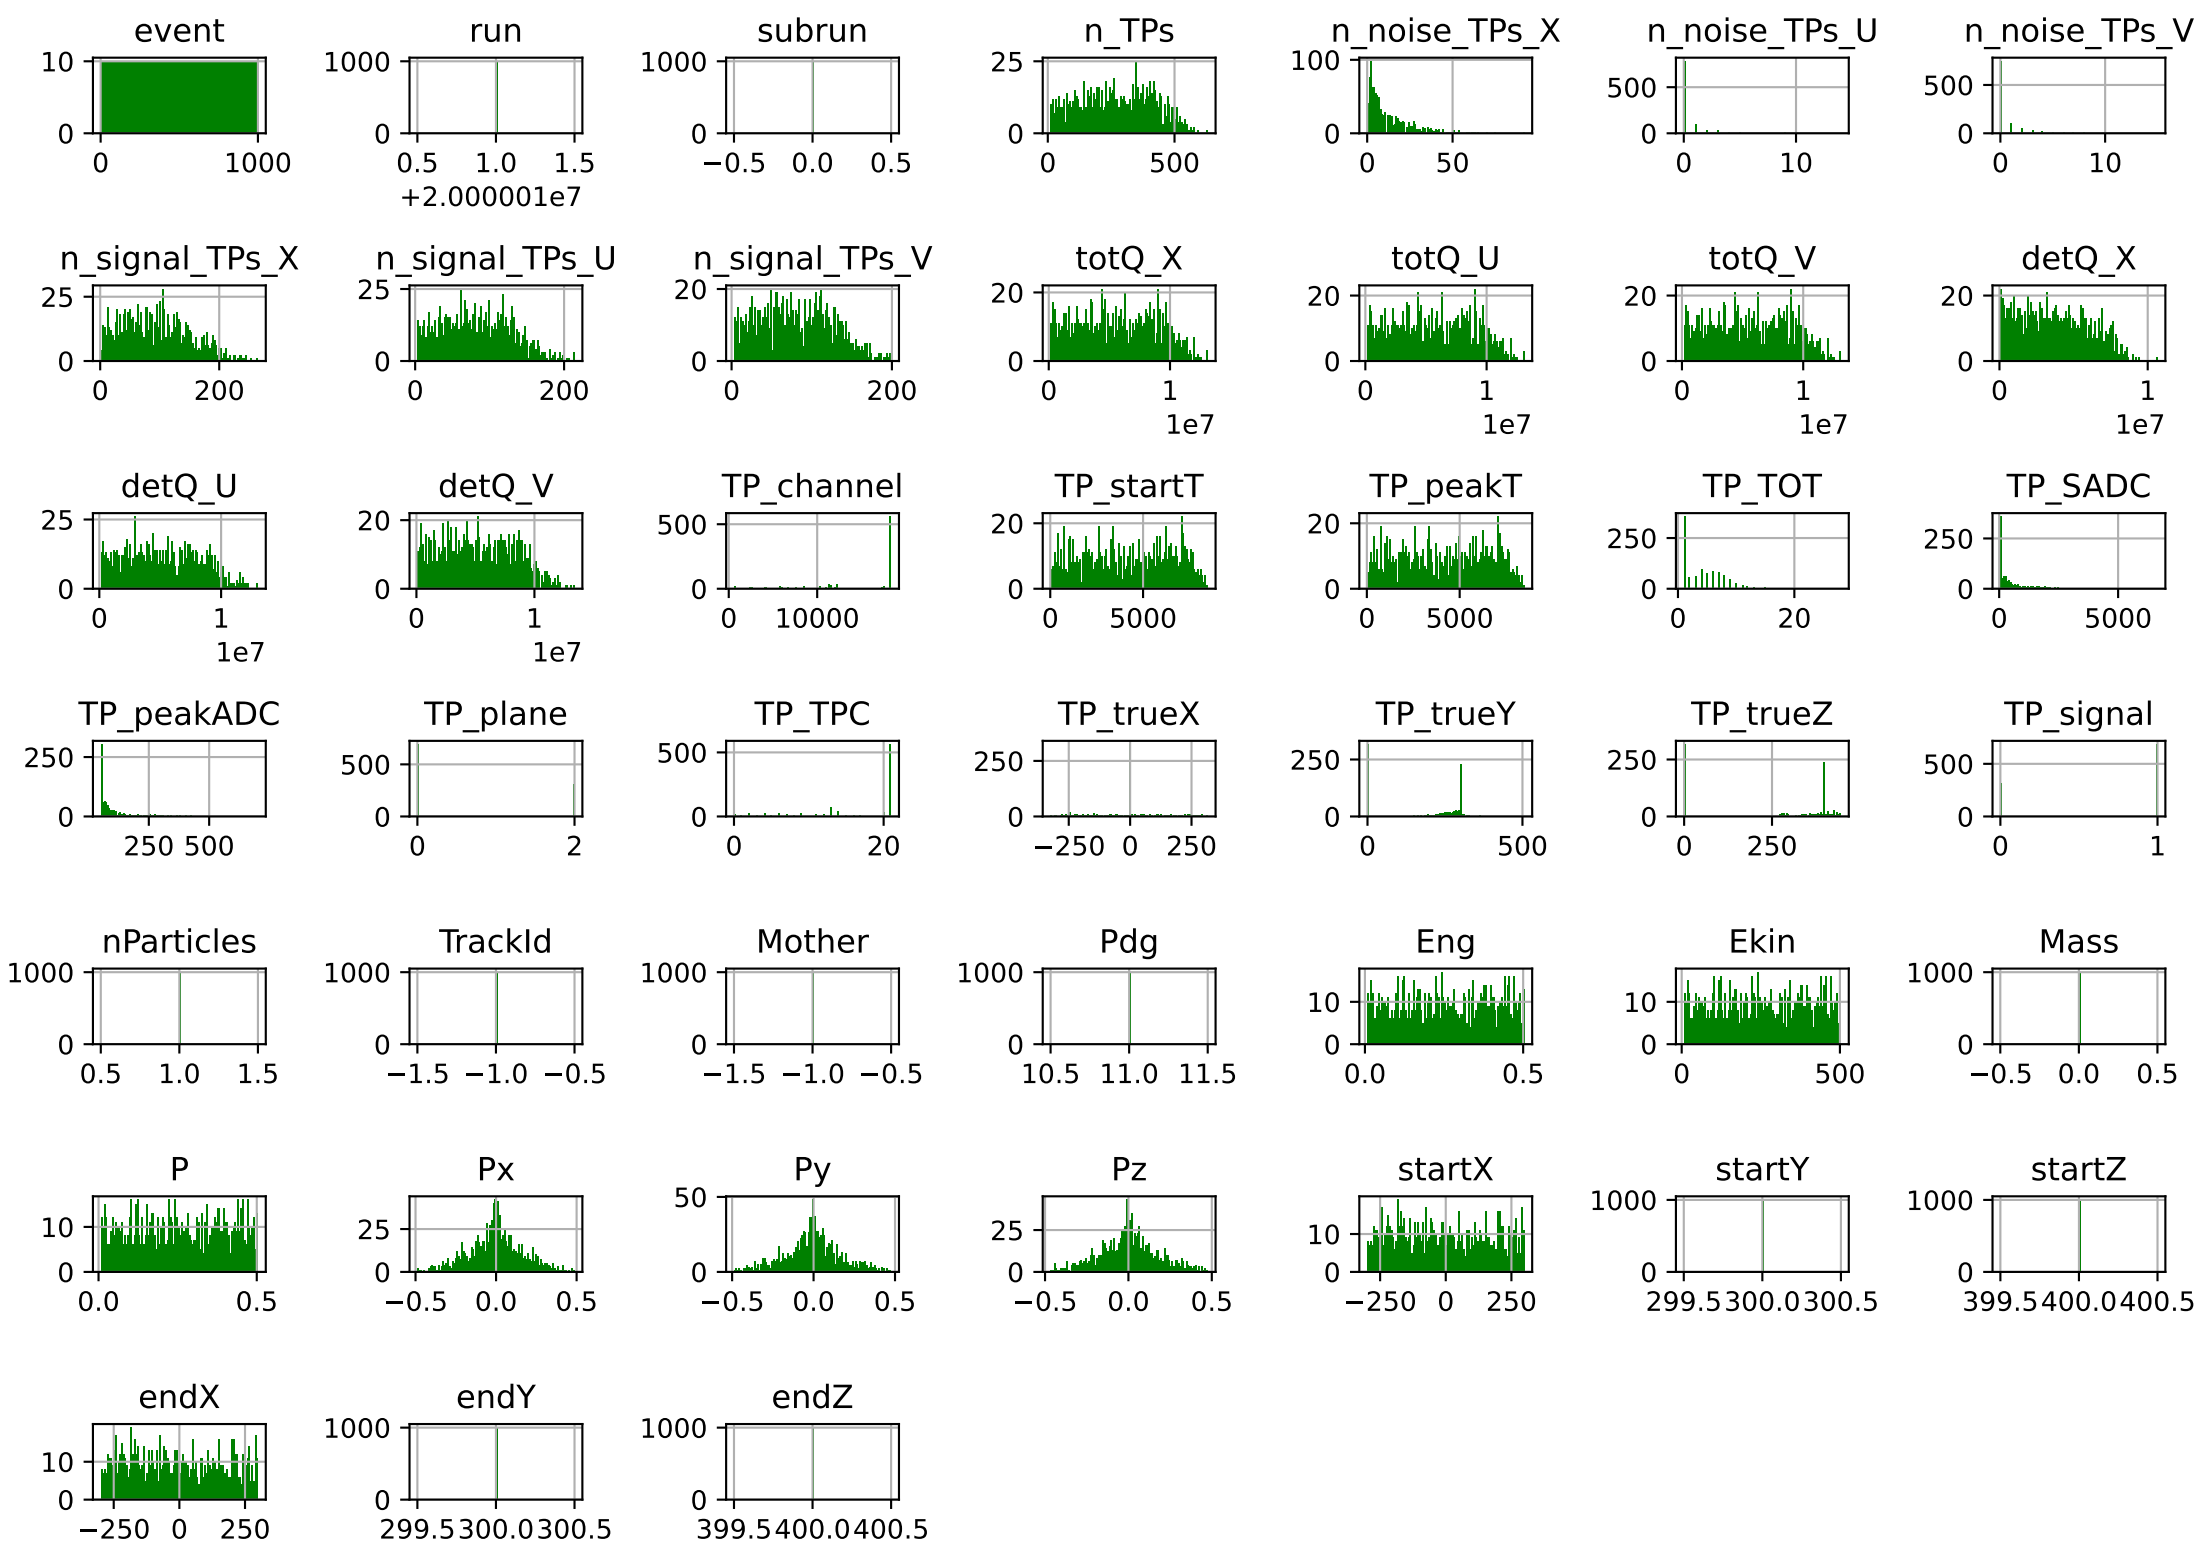 event run subrun n_TPs n_noise_TPs_X n_noise_TPs_U n_noise_TPs_V
10 1000 1000 25 100 500 500
0 0 0 0 0 0 0
0 1000 0.5 1.0 1.5 −0.5 0.0 0.5 0 500 0 50 0 10 0 10
+2.000001e7
n_signal_TPs_X n_signal_TPs_U n_signal_TPs_V totQ_X totQ_U totQ_V detQ_X
25 25 20 20 20 20 20
0 0 0 0 0 0 0
0 200 0 200 0 200 0 1 0 1 0 1 0 1
1e7 1e7 1e7 1e7
detQ_U detQ_V TP_channel TP_startT TP_peakT TP_TOT TP_SADC
25 20 500 20 20 250 250
0 0 0 0 0 0 0
0 1 0 1 0 10000 0 5000 0 5000 0 20 0 5000
1e7 1e7
TP_peakADC TP_plane TP_TPC TP_trueX TP_trueY TP_trueZ TP_signal
250 500 500 250 250 250 500
0 0 0 0 0 0 0
250 500 0 2 0 20 −250 0 250 0 500 0 250 0 1
nParticles TrackId Mother Pdg Eng Ekin Mass
1000 1000 1000 1000 10 10 1000
0 0 0 0 0 0 0
0.5 1.0 1.5 −1.5 −1.0 −0.5 −1.5 −1.0 −0.5 10.5 11.0 11.5 0.0 0.5 0 500 −0.5 0.0 0.5
P Px Py Pz startX startY startZ
10 25 50 25 10 1000 1000
0 0 0 0 0 0 0
0.0 0.5 −0.5 0.0 0.5 −0.5 0.0 0.5 −0.5 0.0 0.5 −250 0 250 299.5 300.0 300.5 399.5 400.0 400.5
endX endY endZ
10 1000 1000
0 0 0
−250 0 250 299.5 300.0 300.5 399.5 400.0 400.5